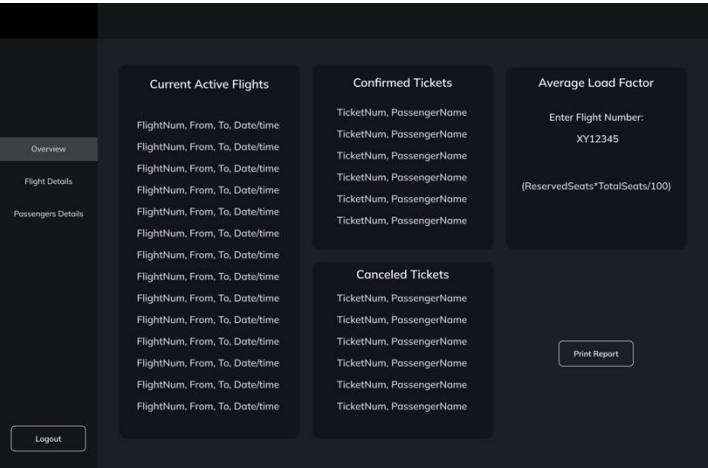 Overview
Flight Details
Passengers Details
Logout
Current Active Flights
FlightNum, From, To, Date/time
FlightNum, From, To, Date/time
FlightNum, From, To, Date/time
FlightNum, From, To, Date/time
FlightNum, From, To, Date/time
FlightNum, From, To, Date/time
FlightNum, From, To, Date/time
FlightNum, From, To, Date/time
FlightNum, From, To, Date/time
FlightNum, From, To, Date/time
FlightNum, From, To, Date/time
FlightNum, From, To, Date/time
FlightNum, From, To, Date/time
FlightNum, From, To, Date/time
Confirmed Tickets
TicketNum, PassengerName
TicketNum, PassengerName
TicketNum, PassengerName
TicketNum, PassengerName
TicketNum, PassengerName
TicketNum, PassengerName
Canceled Tickets
TicketNum, PassengerName
TicketNum, PassengerName
TicketNum, PassengerName
TicketNum, PassengerName
TicketNum, PassengerName
TicketNum, PassengerName
Average Load Factor
Enter Flight Number:
XY12345
(ReservedSeats*TotalSeats/100)
Print Report